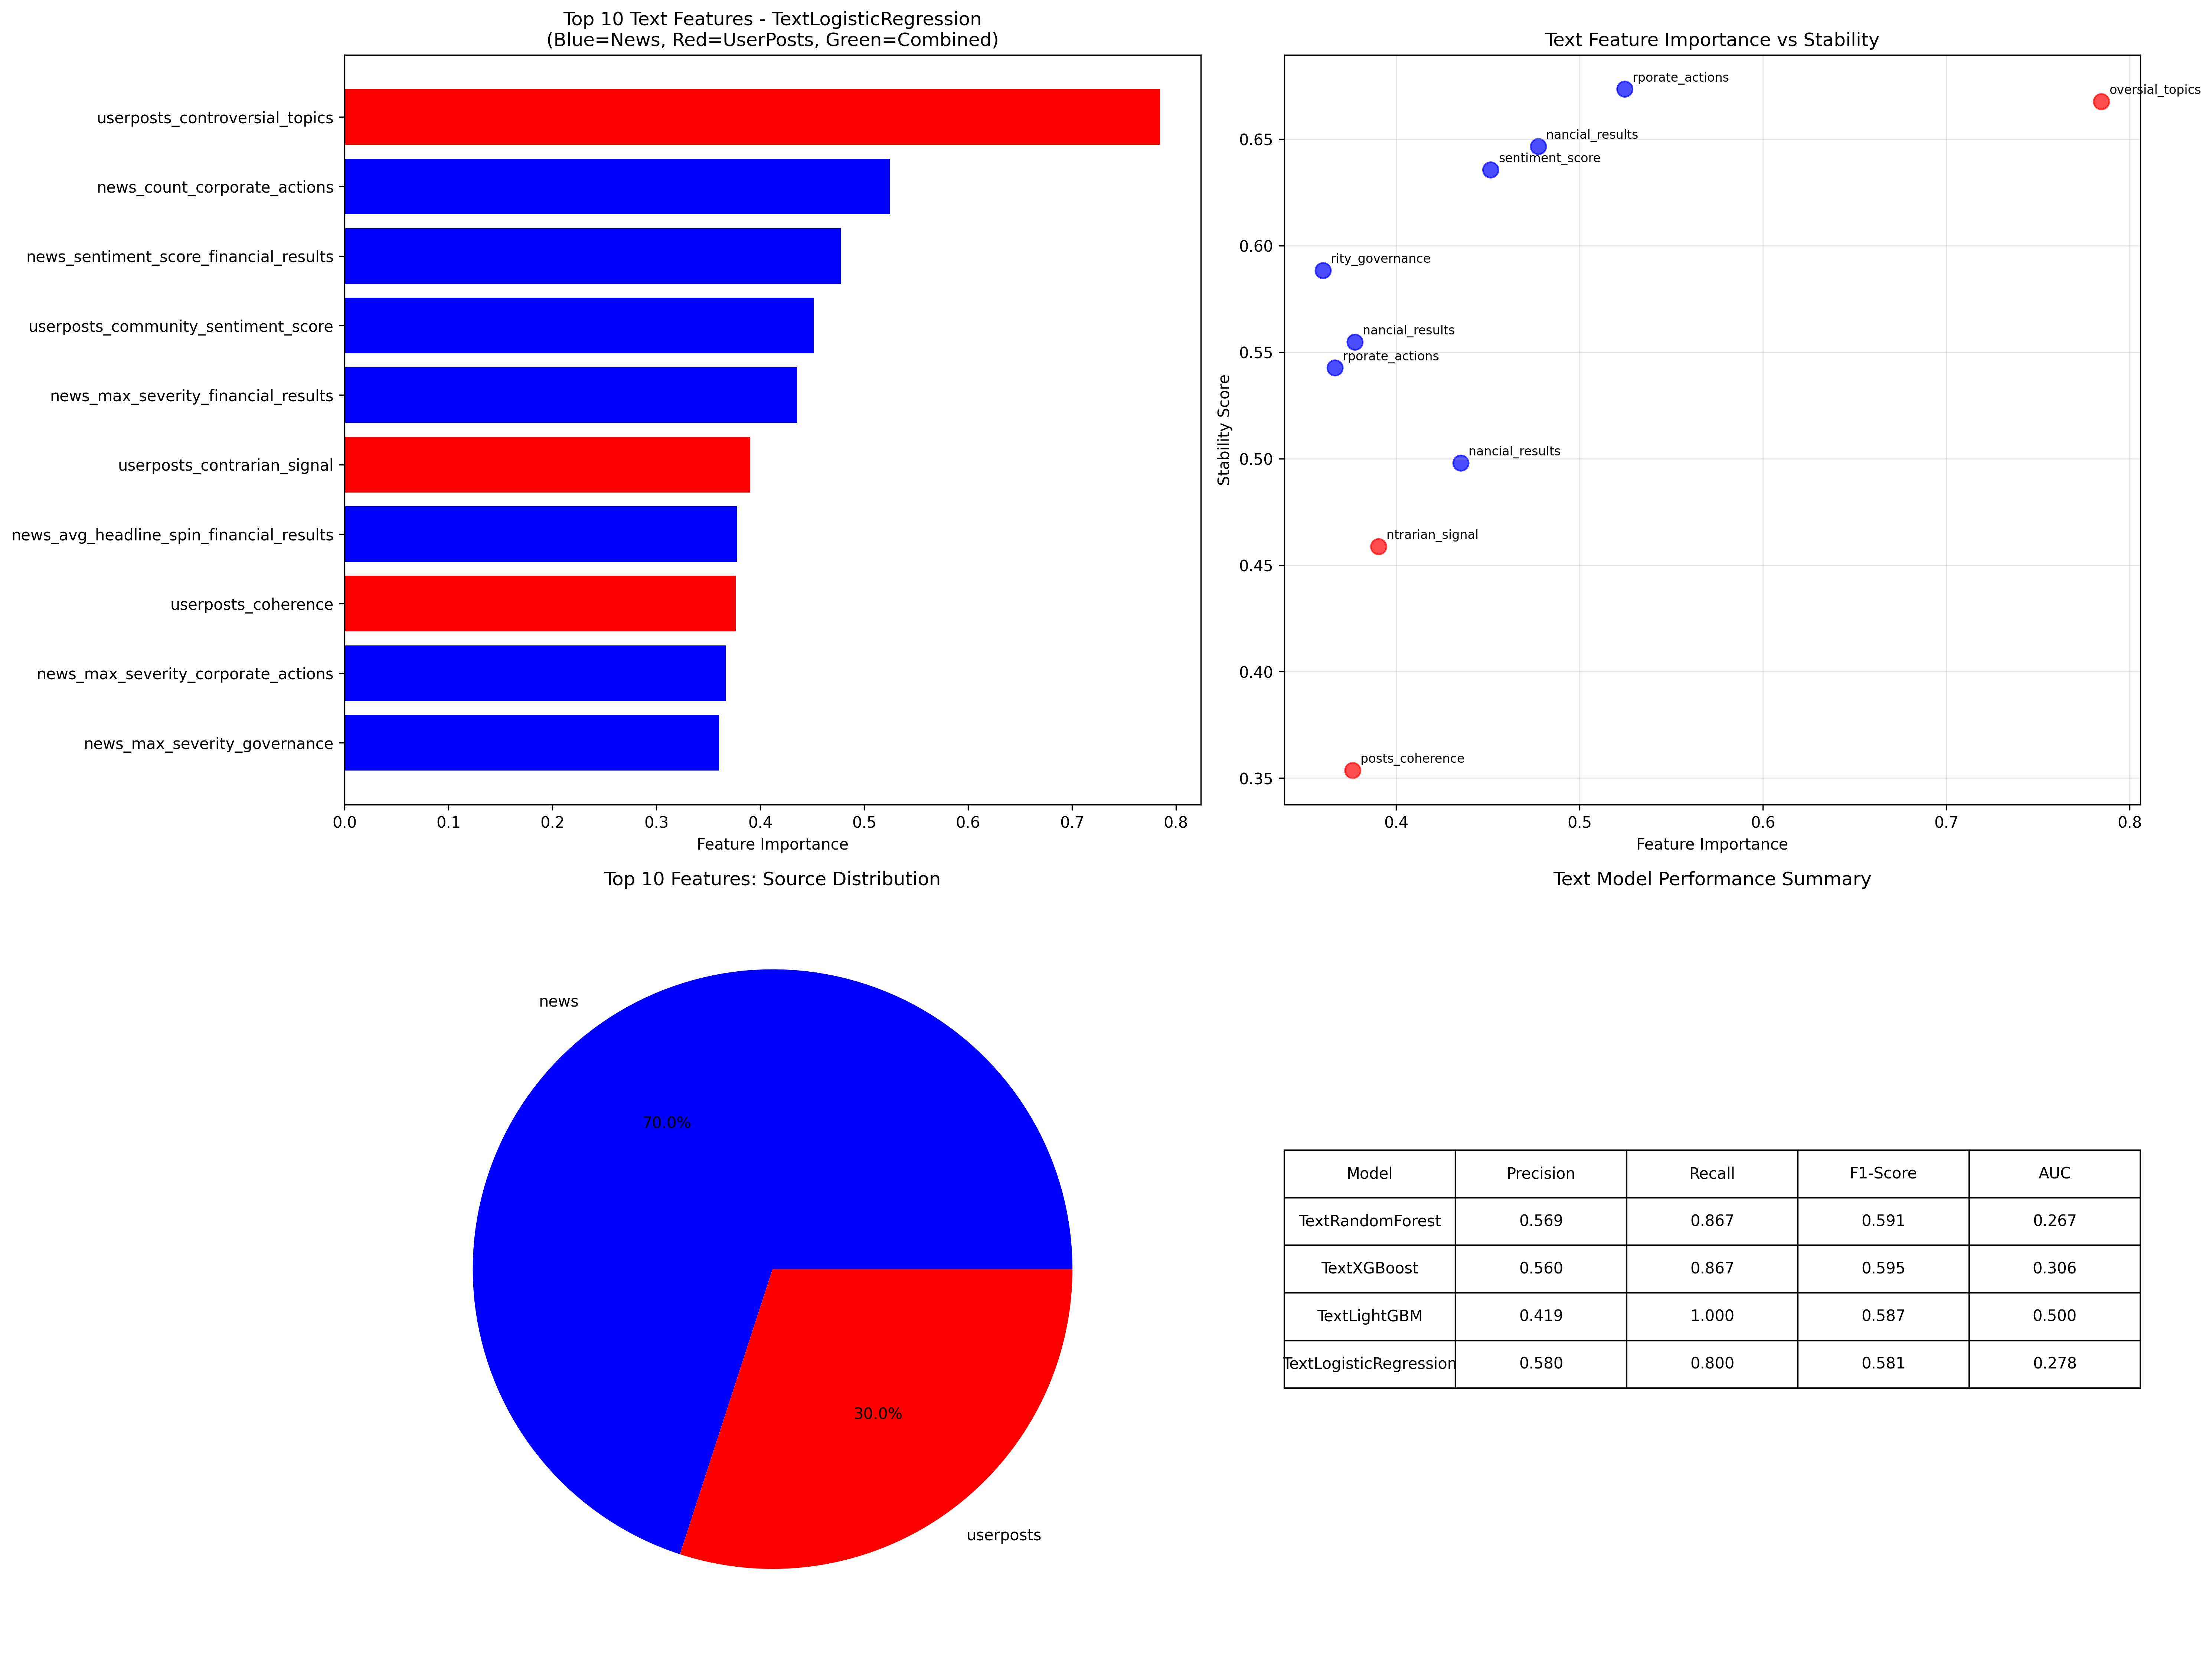 Top 10 Text Features - TextLogisticRegression
(Blue=News, Red=UserPosts, Green=Combined)
userposts_controversial_topics
news_count_corporate_actions
news_sentiment_score_financial_results
userposts_community_sentiment_score
news_max_severity_financial_results
userposts_contrarian_signal
news_avg_headline_spin_financial_results
userposts_coherence
news_max_severity_corporate_actions
news_max_severity_governance
0.0 0.1 0.2 0.3 0.4 0.5 0.6 0.7 0.8
Feature Importance
Text Feature Importance vs Stability
Stability Score
0.65
0.60
0.55
0.50
0.45
0.40
0.35
rporate_actions
oversial_topics
nancial_results
sentiment_score
rity_governance
nancial_results
rporate_actions
nancial_results
ntrarian_signal
posts_coherence
0.4 0.5 0.6 0.7 0.8
Feature Importance
Top 10 Features: Source Distribution
news
70.0%
30.0%
userposts
Text Model Performance Summary
Model Precision Recall F1-Score AUC
TextRandomForest 0.569 0.867 0.591 0.267
TextXGBoost 0.560 0.867 0.595 0.306
TextLightGBM 0.419 1.000 0.587 0.500
TextLogisticRegression 0.580 0.800 0.581 0.278